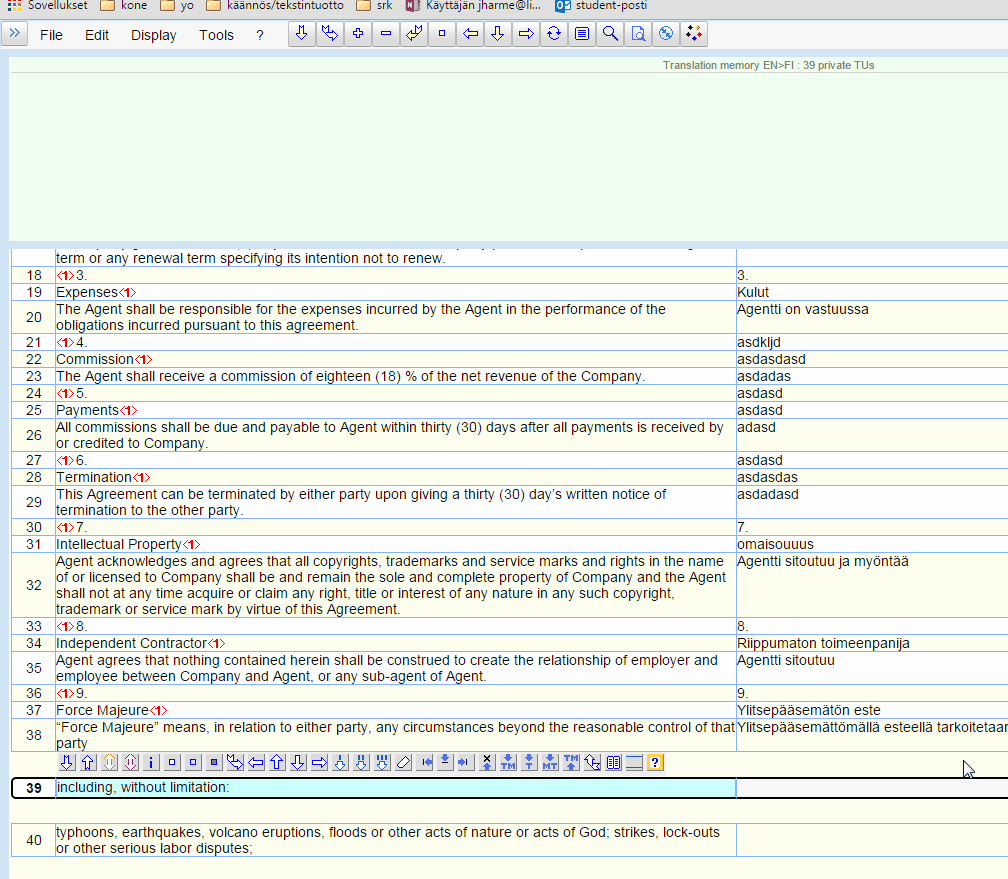 Sovellukset kone yo käännös/tekstintuotto srk Käyttäjän jharme@li... student-posti
File Edit Display Tools ?
Translation memory EN>FI : 39 private TUs
term or any renewal term specifying its intention not to renew.
18 <1>3. 3.
19 Expenses<1> Kulut
20 The Agent shall be responsible for the expenses incurred by the Agent in the performance of the Agentti on vastuussa
obligations incurred pursuant to this agreement.
21 <1>4. asdkljd
22 Commission<1> asdasdasd
23 The Agent shall receive a commission of eighteen (18) % of the net revenue of the Company. asdadas
24 <1>5. asdasd
25 Payments<1> asdasd
26 All commissions shall be due and payable to Agent within thirty (30) days after all payments is received by adasd
or credited to Company.
27 <1>6. asdasd
28 Termination<1> asdasdas
29 This Agreement can be terminated by either party upon giving a thirty (30) day's written notice of asdadasd
termination to the other party.
30 <1>7. 7.
31 Intellectual Property<1> omaisouuus
32 Agent acknowledges and agrees that all copyrights, trademarks and service marks and rights in the name Agentti sitoutuu ja myöntää
of or licensed to Company shall be and remain the sole and complete property of Company and the Agent
shall not at any time acquire or claim any right, title or interest of any nature in any such copyright,
trademark or service mark by virtue of this Agreement.
33 <1>8. 8.
34 Independent Contractor<1> Riippumaton toimeenpanija
35 Agent agrees that nothing contained herein shall be construed to create the relationship of employer and Agentti sitoutuu
employee between Company and Agent, or any sub-agent of Agent.
36 <1>9. 9.
37 Force Majeure<1> Ylitsepääsemätön este
38 “Force Majeure” means, in relation to either party, any circumstances beyond the reasonable control of that Ylitsepääsemättömällä esteellä tarkoitetaan
party
TM T MT TM ?
39 including, without limitation:
40 typhoons, earthquakes, volcano eruptions, floods or other acts of nature or acts of God; strikes, lock-outs
or other serious labor disputes;